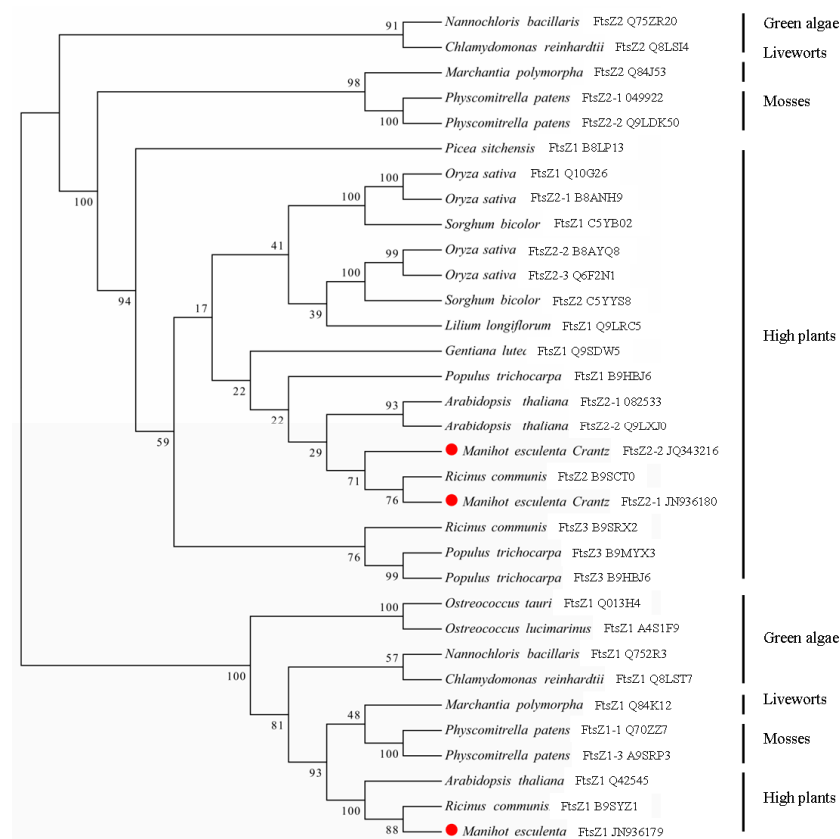 91
Nannochloris bacillaris FtsZ2 Q75ZR20
Green algae
Chlamydomonas reinhardtii FtsZ2 Q8LSI4
Liveworts
98
Marchantia polymorpha FtsZ2 Q84J53
Physcomitrella patens FtsZ2-1 049922
Mosses
100
Physcomitrella patens FtsZ2-2 Q9LDK50
Picea sitchensis FtsZ1 B8LP13
100
Oryza sativa FtsZ1 Q10G26
100
100
Oryza sativa FtsZ2-1 B8ANH9
Sorghum bicolor FtsZ1 C5YB02
41
99
Oryza sativa FtsZ2-2 B8AYQ8
100
Oryza sativa FtsZ2-3 Q6F2N1
94
17
Sorghum bicolor FtsZ2 C5YYS8
39
Lilium longiflorum FtsZ1 Q9LRC5
High plants
Gentiana lutec FtsZ1 Q9SDW5
22
Populus trichocarpa FtsZ1 B9HBJ6
93
Arabidopsis thaliana FtsZ2-1 082533
22
Arabidopsis thaliana FtsZ2-2 Q9LXJ0
59
29
Manihot esculenta Crantz FtsZ2-2 JQ343216
71
Ricinus communis FtsZ2 B9SCT0
76
Manihot esculenta Crantz FtsZ2-1 JN936180
Ricinus communis FtsZ3 B9SRX2
76
Populus trichocarpa FtsZ3 B9MYX3
99
Populus trichocarpa FtsZ3 B9HBJ6
100
Ostreococcus tauri FtsZ1 Q013H4
Ostreococcus lucimarinus FtsZ1 A4S1F9
Green algae
57
Nannochloris bacillaris FtsZ1 Q752R3
100
Chlamydomonas reinhardtii FtsZ1 Q8LST7
48
Marchantia polymorpha FtsZ1 Q84K12
Liveworts
81
Physcomitrella patens FtsZ1-1 Q70ZZ7
Mosses
100
Physcomitrella patens FtsZ1-3 A9SRP3
93
Arabidopsis thaliana FtsZ1 Q42545
High plants
100
Ricinus communis FtsZ1 B9SYZ1
88
Manihot esculenta FtsZ1 JN936179